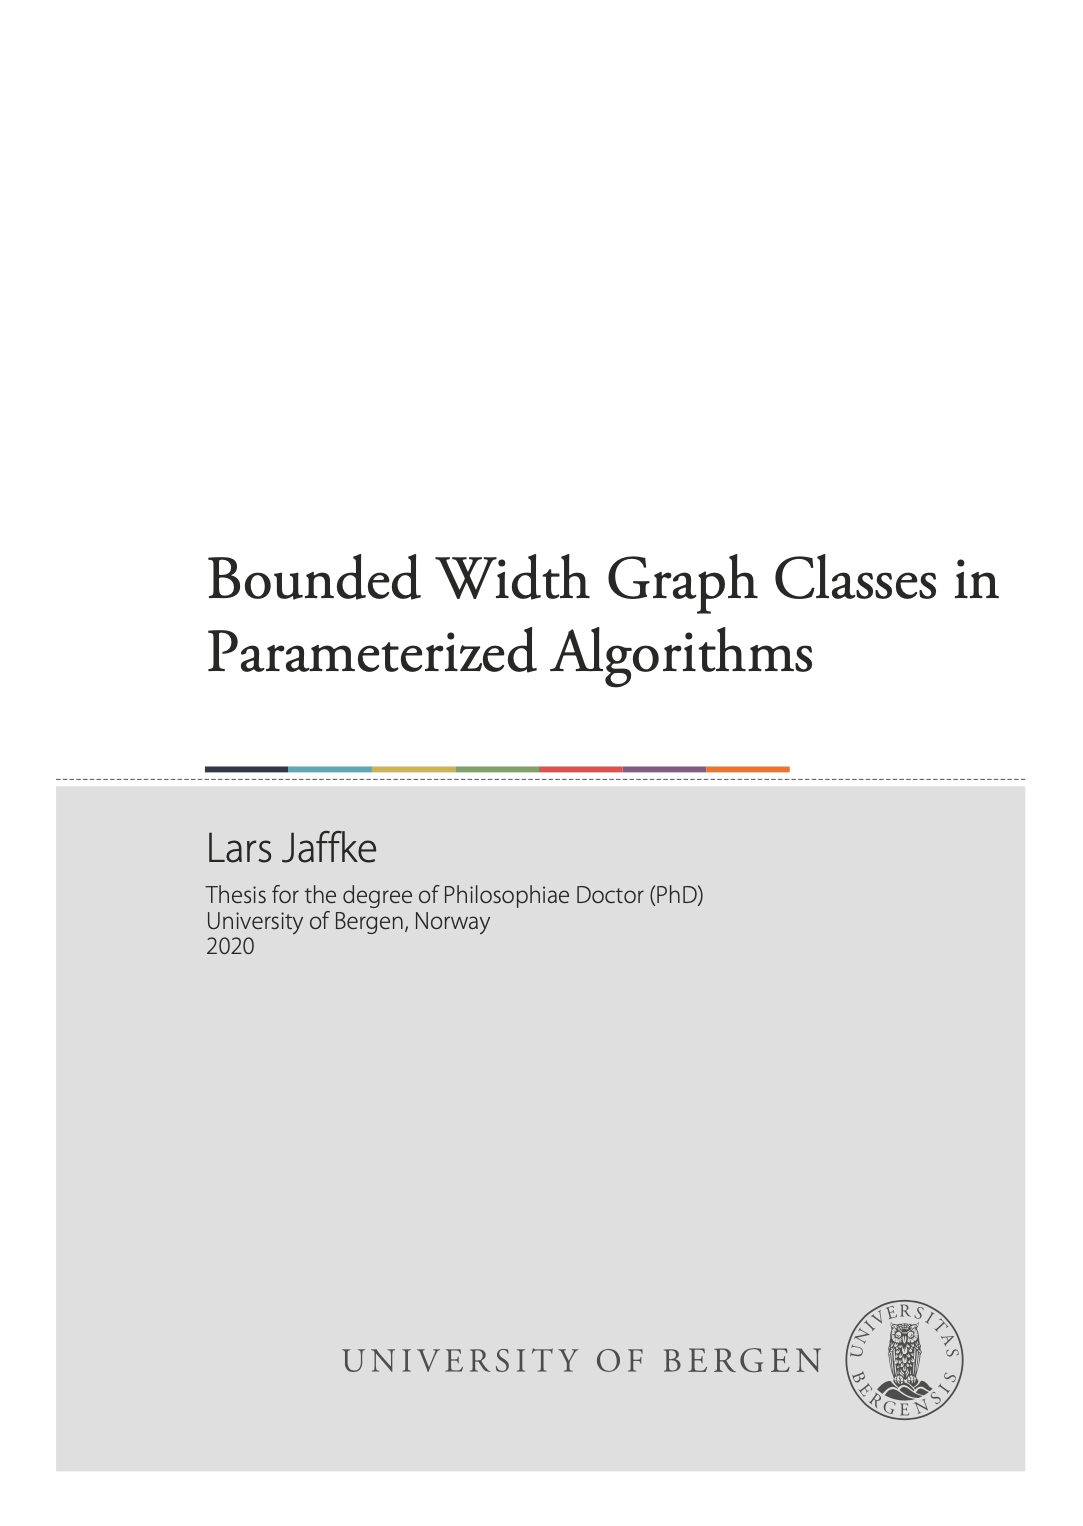 Bounded Width Graph Classes in
Parameterized Algorithms
Lars Jaffke
Thesis for the degree of Philosophiae Doctor (PhD)
University of Bergen, Norway
2020
UNIVERSITY OF BERGEN
UNIVERSITAS
BERGENSIS